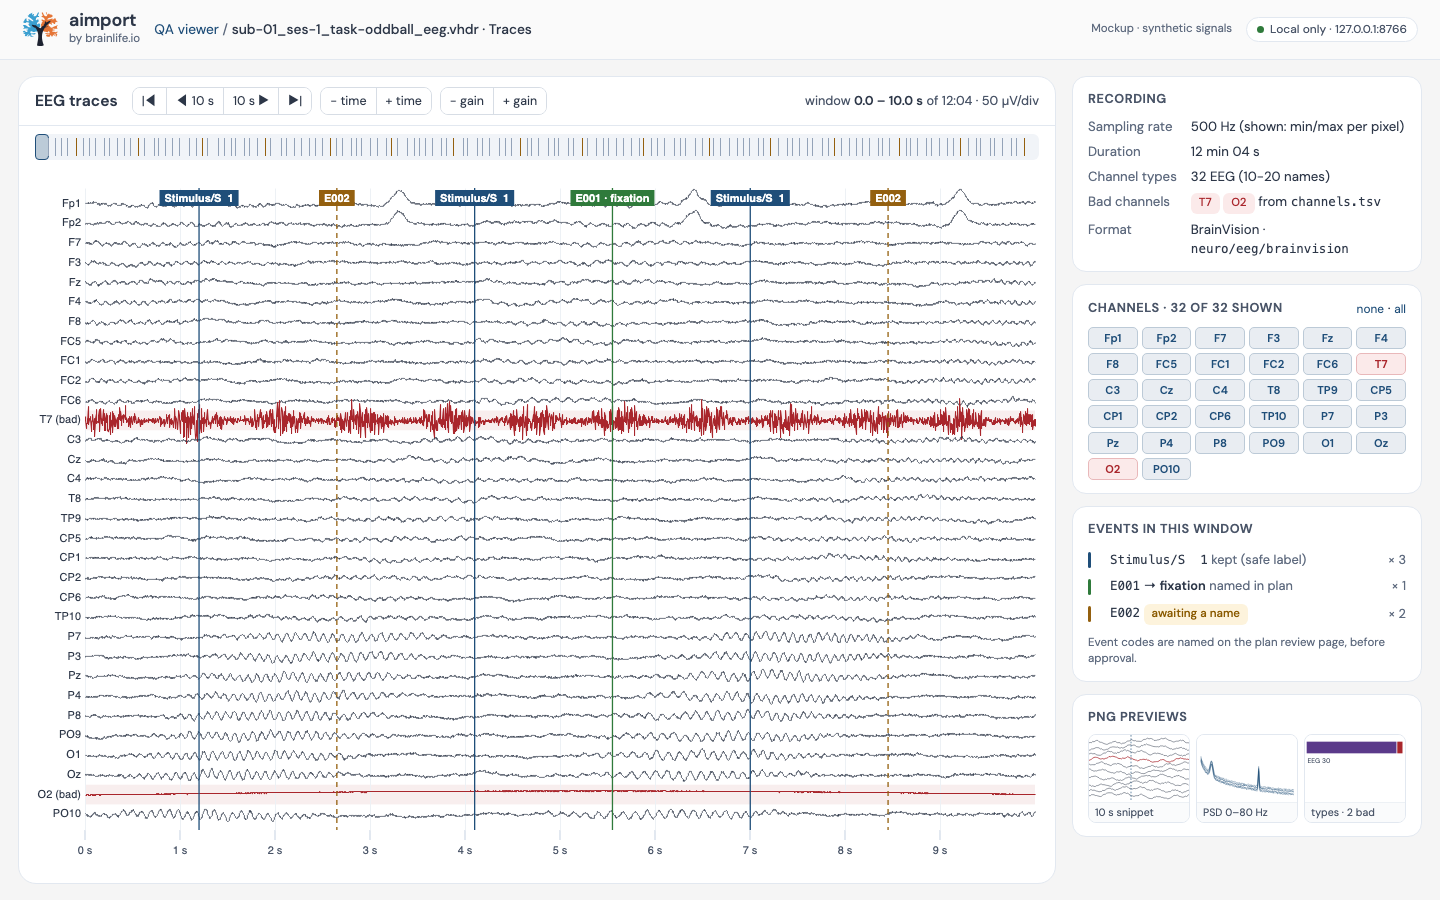 aimport
by brainlife.io
QA viewer / sub-01_ses-1_task-oddball_eeg.vhdr · Traces
Mockup · synthetic signals
Local only · 127.0.0.1:8766
EEG traces
10 s
10 s
− time
+ time
− gain
+ gain
window 0.0 – 10.0 s of 12:04 · 50 µV/div
Stimulus/S  1
E002
Stimulus/S  1
E001 · fixation
Stimulus/S  1
E002
Fp1
Fp2
F7
F3
Fz
F4
F8
FC5
FC1
FC2
FC6
T7 (bad)
C3
Cz
C4
T8
TP9
CP5
CP1
CP2
CP6
TP10
P7
P3
Pz
P4
P8
PO9
O1
Oz
O2 (bad)
PO10
0 s
1 s
2 s
3 s
4 s
5 s
6 s
7 s
8 s
9 s
RECORDING
Sampling rate 500 Hz (shown: min/max per pixel)
Duration 12 min 04 s
Channel types 32 EEG (10-20 names)
Bad channels T7 O2 from channels.tsv
Format BrainVision ·
neuro/eeg/brainvision
CHANNELS · 32 OF 32 SHOWN
none · all
Fp1 Fp2 F7 F3 Fz F4
F8 FC5 FC1 FC2 FC6 T7
C3 Cz C4 T8 TP9 CP5
CP1 CP2 CP6 TP10 P7 P3
Pz P4 P8 PO9 O1 Oz
O2 PO10
EVENTS IN THIS WINDOW
Stimulus/S  1 kept (safe label) × 3
E001 → fixation named in plan × 1
E002 awaiting a name × 2
Event codes are named on the plan review page, before
approval.
PNG PREVIEWS
EEG 30
10 s snippet
PSD 0–80 Hz
types · 2 bad